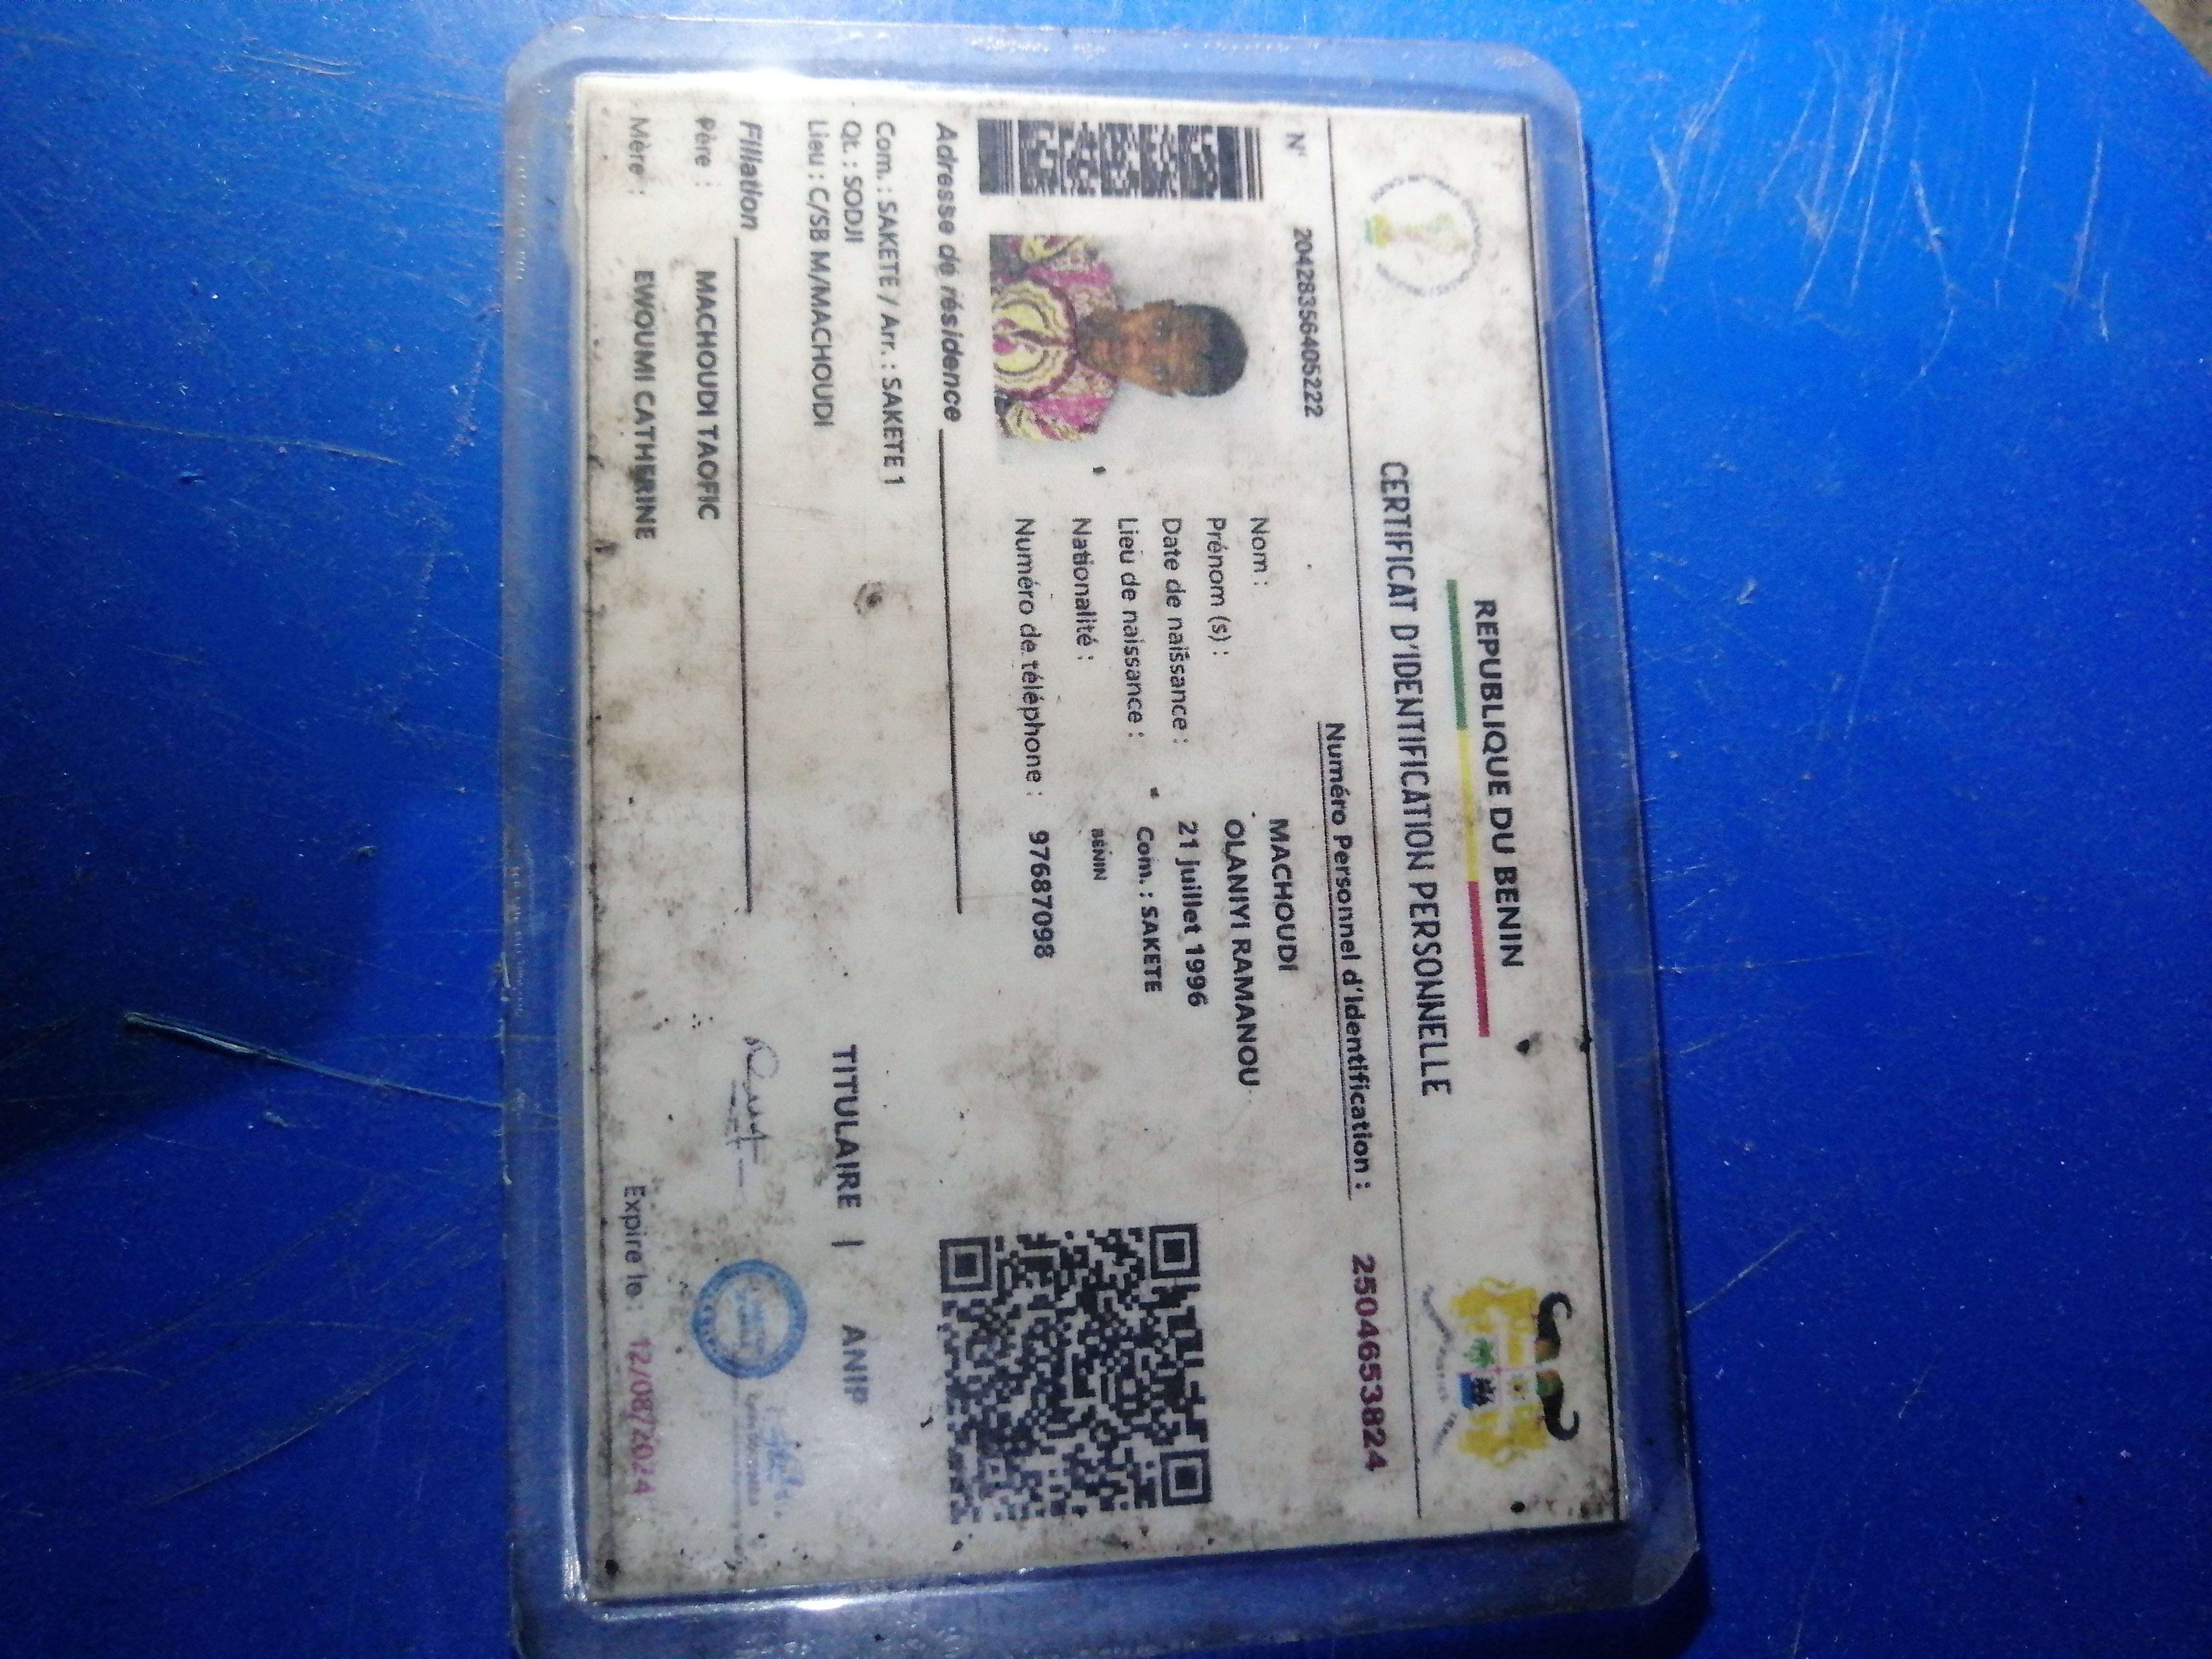 REPUBLIQUE DU BENIN
CERTIFICAT D'IDENTIFICATION PERSONNELLE
Numéro Personnel d'Identification : 2504653824
N° 20428356405222
Nom : MACHOUDI
Prénom (s) : OLANIYI RAMANOU
Date de naissance : 21 juillet 1996
Lieu de naissance : Com. : SAKETE
Nationalité : BENIN
Numéro de téléphone : 97687098
Adresse de résidence
Com. : SAKETE / Arr. : SAKETE 1
Qt. : SODJI
Lieu : C/SB M/MACHOUDI
TITULAIRE | ANIP
Filiation
Père : MACHOUDI TAOFIC
Mère : EWOUMI CATHERINE
Expire le : 12/08/2024